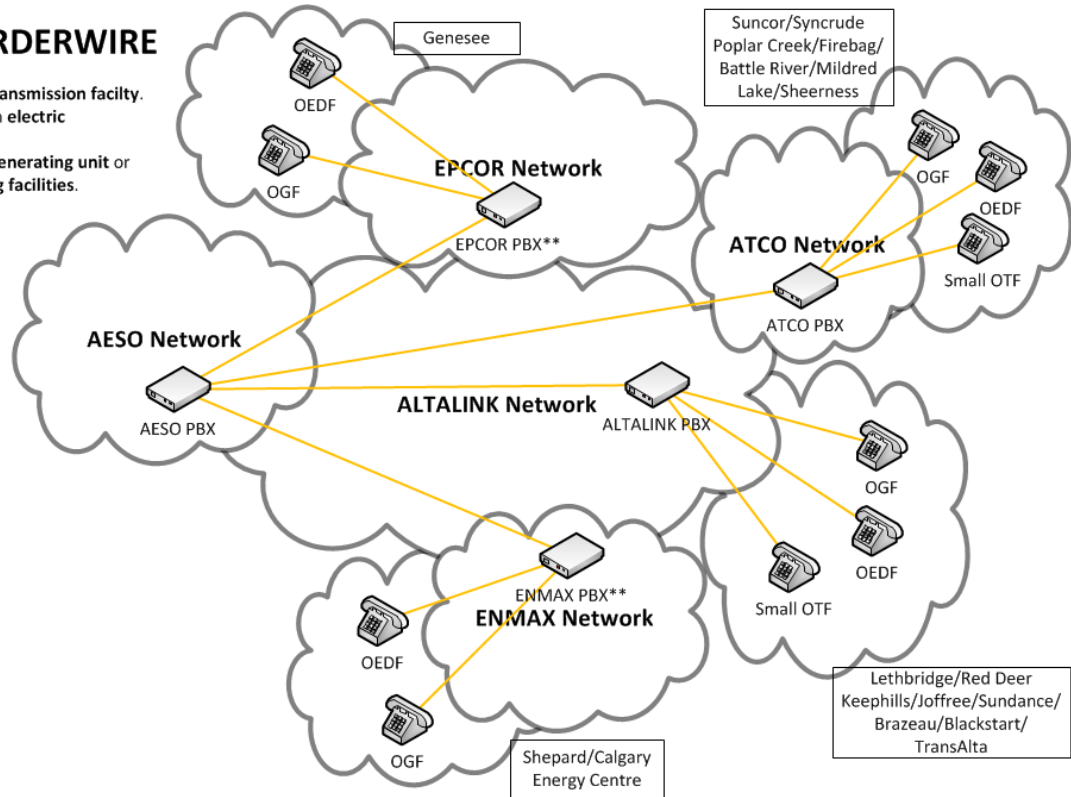 RDERWIRE
ansmission facilty.
electric
enerating unit or
g facilities.
Genesee
Suncor/Syncrude
Poplar Creek/Firebag/
Battle River/Mildred
Lake/Sheerness
OEDF
OGF
EPCOR Network
EPCOR PBX**
OGF
OEDF
Small OTF
ATCO Network
ATCO PBX
AESO Network
AESO PBX
ALTALINK Network
ALTALINK PBX
OGF
OEDF
Small OTF
ENMAX PBX**
ENMAX Network
OEDF
OGF
Shepard/Calgary
Energy Centre
Lethbridge/Red Deer
Keephills/Joffree/Sundance/
Brazeau/Blackstart/
TransAlta